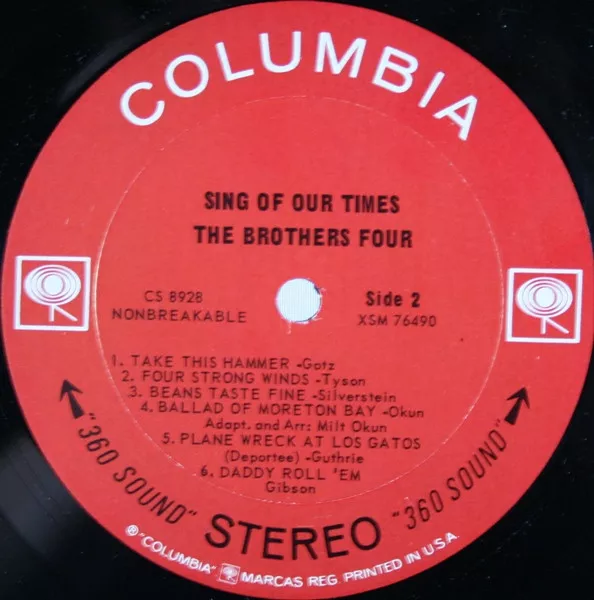 COLUMBIA
SING OF OUR TIMES
THE BROTHERS FOUR
CS 8928
NONBREAKABLE
Side 2
XSM 76490
1. TAKE THIS HAMMER -Gotz
2. FOUR STRONG WINDS -Tyson
3. BEANS TASTE FINE -Silverstein
4. BALLAD OF MORETON BAY -Okun
Adapt. and Arr: Milt Okun
5. PLANE WRECK AT LOS GATOS
(Deportee) -Guthrie
6. DADDY ROLL 'EM
Gibson
"360 SOUND" STEREO "360 SOUND"
® "COLUMBIA" MARCAS REG. PRINTED IN U.S.A.